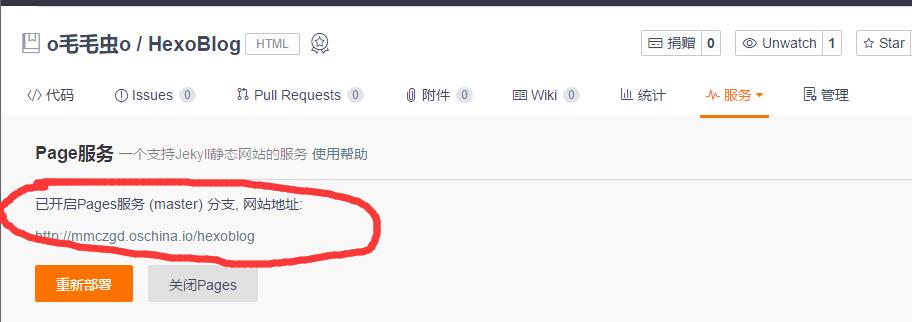 o毛毛虫o / HexoBlog HTML 捐赠 0 Unwatch 1 Star
代码 Issues 0 Pull Requests 0 附件 0 Wiki 0 统计 服务 管理
Page服务 一个支持Jekyll静态网站的服务 使用帮助
已开启Pages服务 (master) 分支, 网站地址:
http://mmczgd.oschina.io/hexoblog
重新部署 关闭Pages